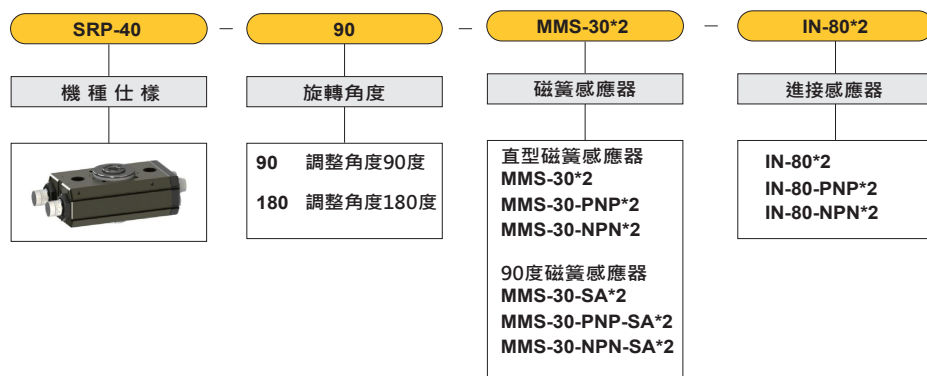 SRP-40 – 90 – MMS-30*2 – IN-80*2
機種仕樣
旋轉角度
磁簧感應器
進接感應器
90 調整角度90度
180 調整角度180度
直型磁簧感應器
MMS-30*2
MMS-30-PNP*2
MMS-30-NPN*2
90度磁簧感應器
MMS-30-SA*2
MMS-30-PNP-SA*2
MMS-30-NPN-SA*2
IN-80*2
IN-80-PNP*2
IN-80-NPN*2